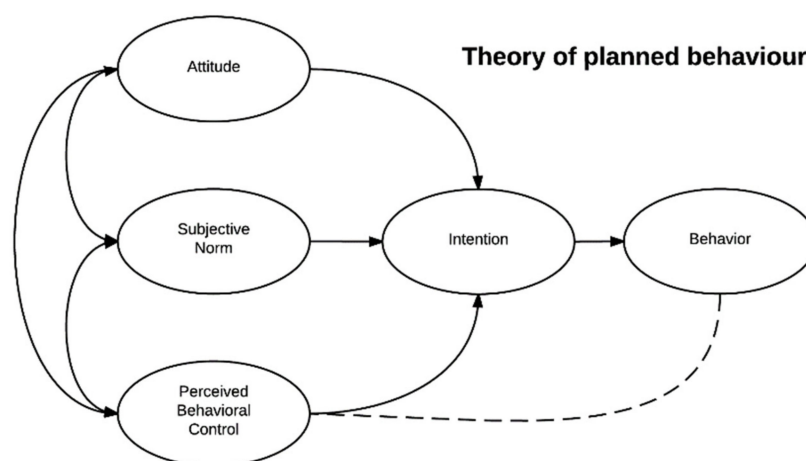 Theory of planned behaviour
Attitude
Subjective
Norm
Intention
Behavior
Perceived
Behavioral
Control